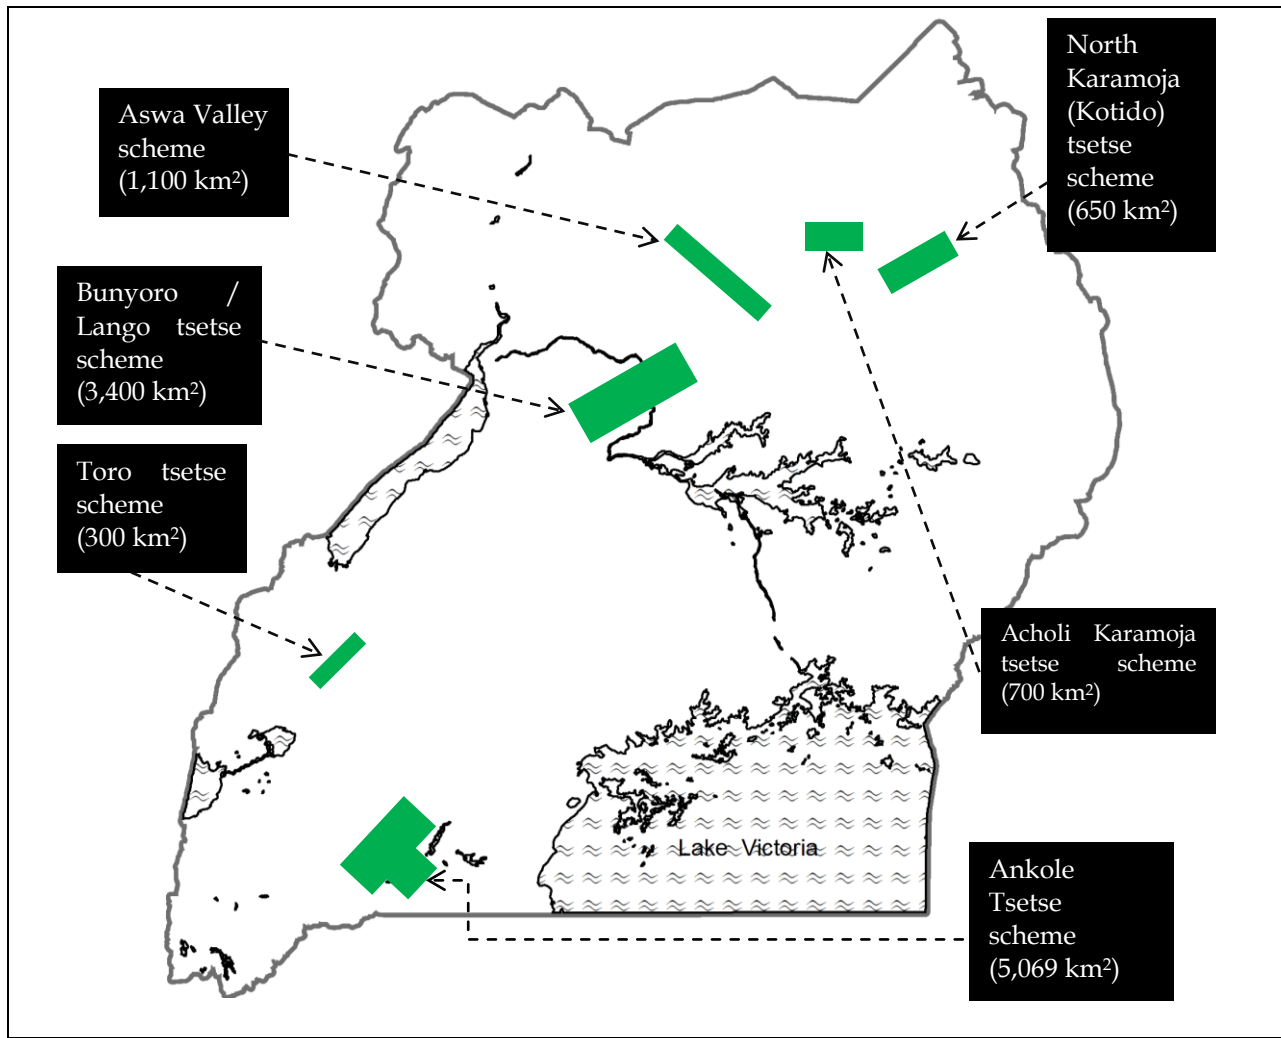 North
Karamoja
(Kotido)
tsetse
scheme
(650 km²)
Aswa Valley
scheme
(1,100 km²)
Bunyoro /
Lango tsetse
scheme
(3,400 km²)
Toro tsetse
scheme
(300 km²)
Acholi Karamoja
tsetse scheme
(700 km²)
Lake Victoria
Ankole
Tsetse
scheme
(5,069 km²)